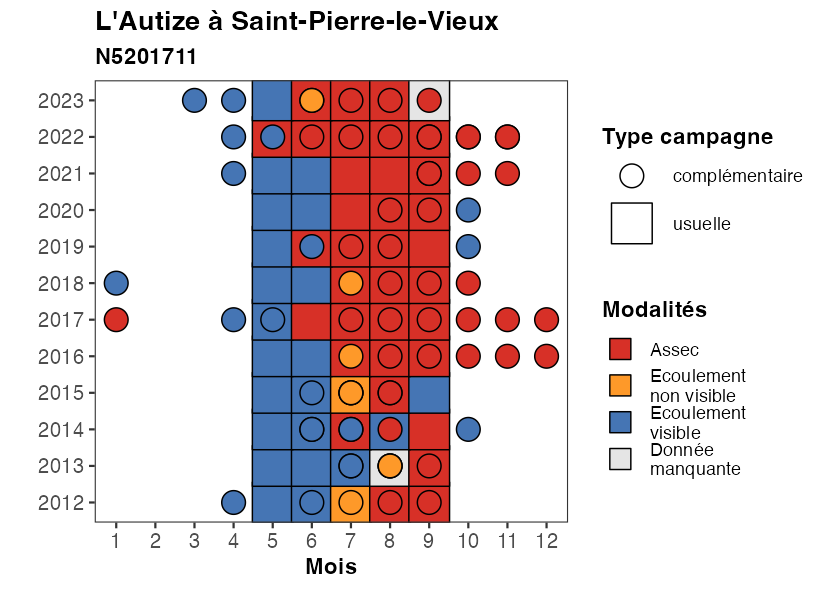 L'Autize à Saint-Pierre-le-Vieux
N5201711
2023
2022
2021
2020
2019
2018
2017
2016
2015
2014
2013
2012
1 2 3 4 5 6 7 8 9 10 11 12
Mois
Type campagne
complémentaire
usuelle
Modalités
Assec
Ecoulement
non visible
Ecoulement
visible
Donnée
manquante